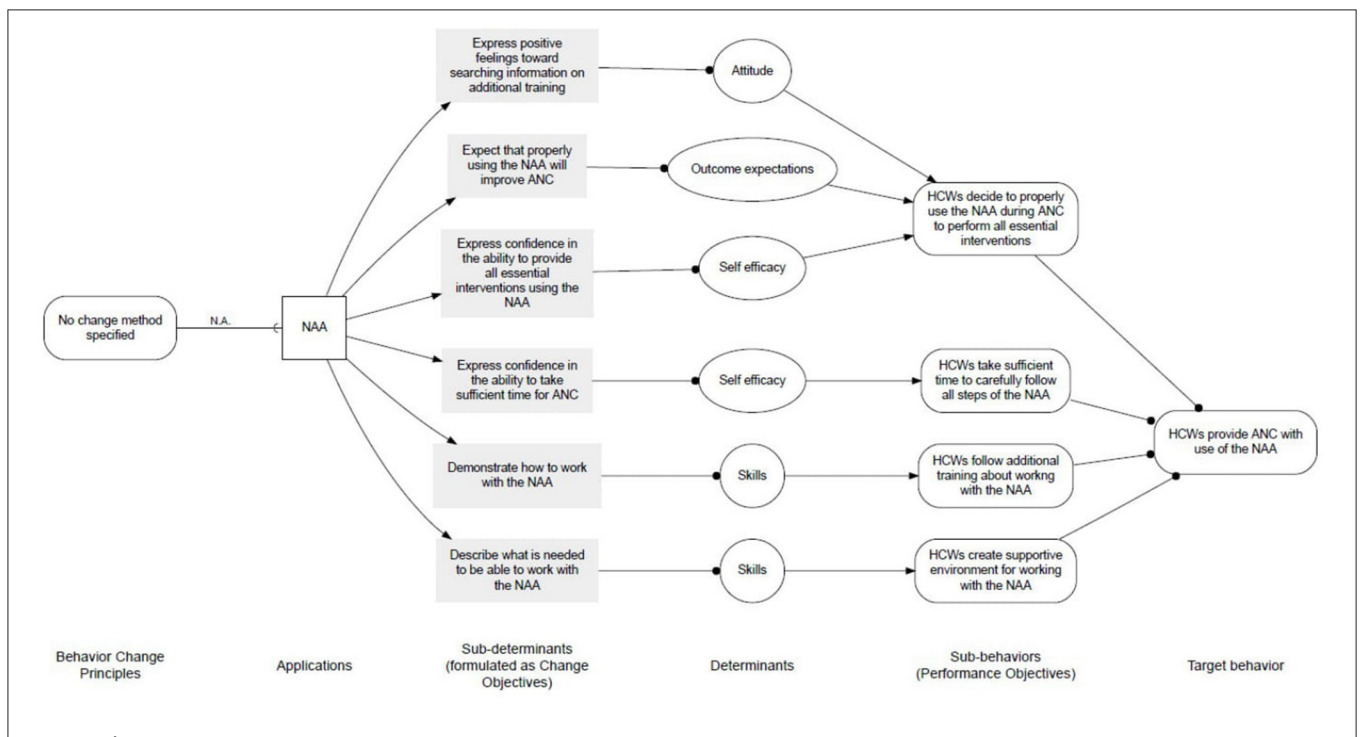 Express positive
feelings toward
searching information on
additional training
Attitude
Expect that properly
using the NAA will
improve ANC
Outcome expectations
HCWs decide to properly
use the NAA during ANC
to perform all essential
interventions
Express confidence in
the ability to provide
all essential
interventions using the
NAA
Self efficacy
No change method
specified
N.A.
NAA
Express confidence in
the ability to take
sufficient time for ANC
Self efficacy
HCWs take sufficient
time to carefully follow
all steps of the NAA
HCWs provide ANC with
use of the NAA
Demonstrate how to work
with the NAA
Skills
HCWs follow additional
training about workng
with the NAA
Describe what is needed
to be able to work with
the NAA
Skills
HCWs create supportive
environment for working
with the NAA
Behavior Change
Principles
Applications
Sub-determinants
(formulated as Change
Objectives)
Determinants
Sub-behaviors
(Performance Objectives)
Target behavior